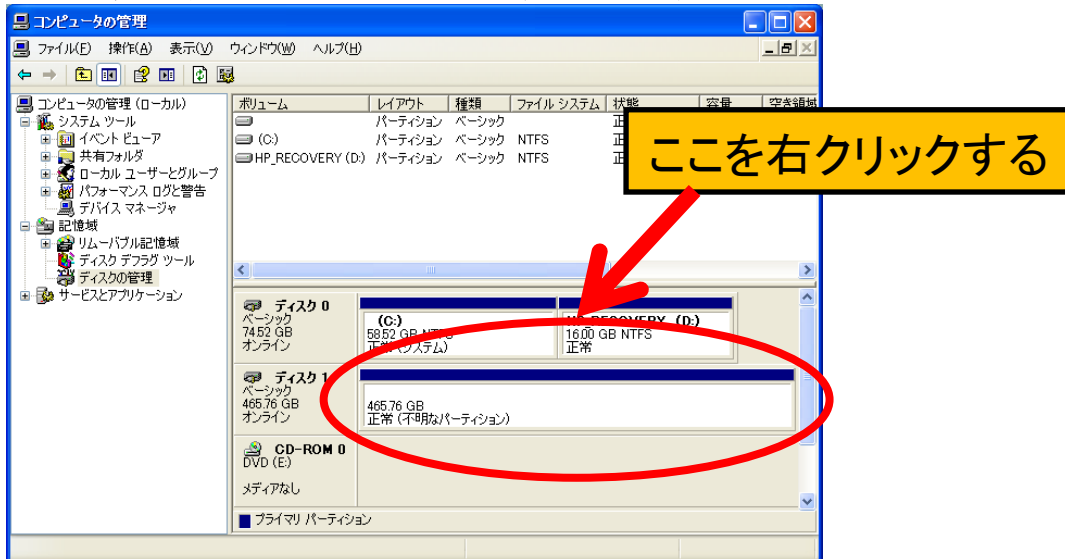 コンピュータの管理
ファイル(F) 操作(A) 表示(V) ウィンドウ(W) ヘルプ(H)
コンピュータの管理 (ローカル)
システム ツール
イベント ビューア
共有フォルダ
ローカル ユーザーとグループ
パフォーマンス ログと警告
デバイス マネージャ
記憶域
リムーバブル記憶域
ディスク デフラグ ツール
ディスクの管理
サービスとアプリケーション
ボリューム レイアウト 種類 ファイル システム 状態 容量 空き領域
パーティション ベーシック 正
(C:) パーティション ベーシック NTFS 正
HP_RECOVERY (D:) パーティション ベーシック NTFS 正
ここを右クリックする
ディスク 0
ベーシック
74.52 GB
オンライン
(C:)
58.52 GB NTFS
正常 (システム)
HP_RECOVERY (D:)
16.00 GB NTFS
正常
ディスク 1
ベーシック
465.76 GB
オンライン
465.76 GB
正常 (不明なパーティション)
CD-ROM 0
DVD (E:)
メディアなし
プライマリ パーティション